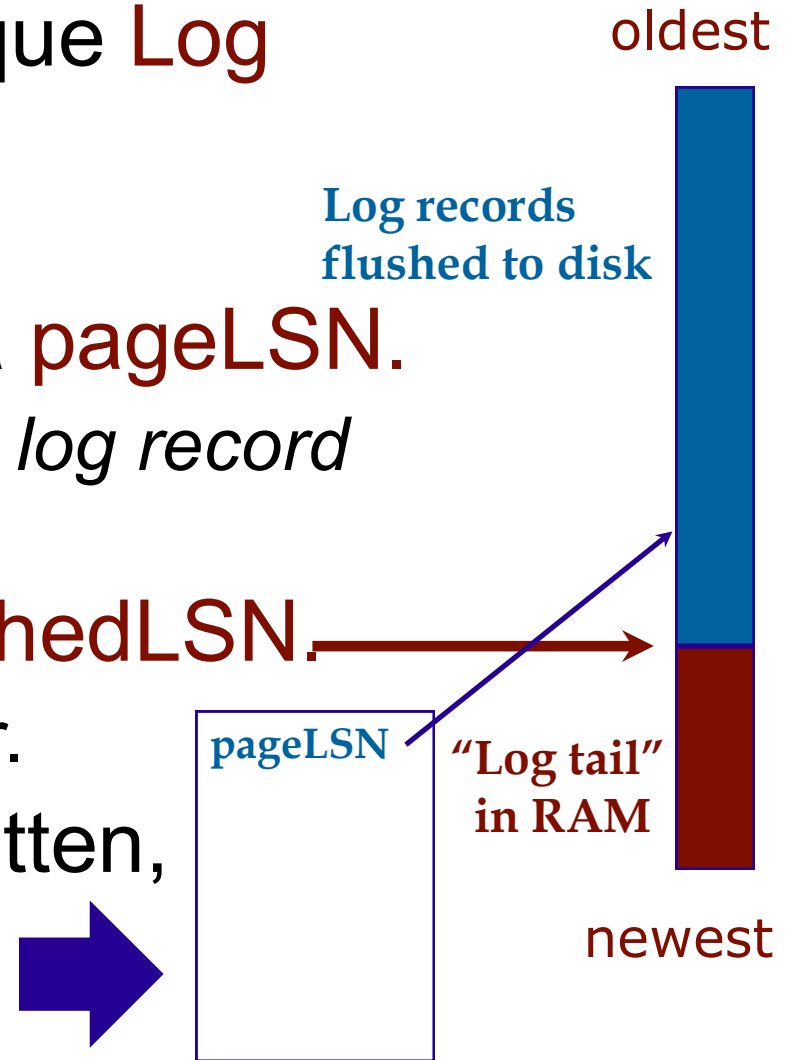 que Log
oldest
Log records
flushed to disk
pageLSN.
log record
hedLSN.
r.
pageLSN
“Log tail”
in RAM
tten,
newest